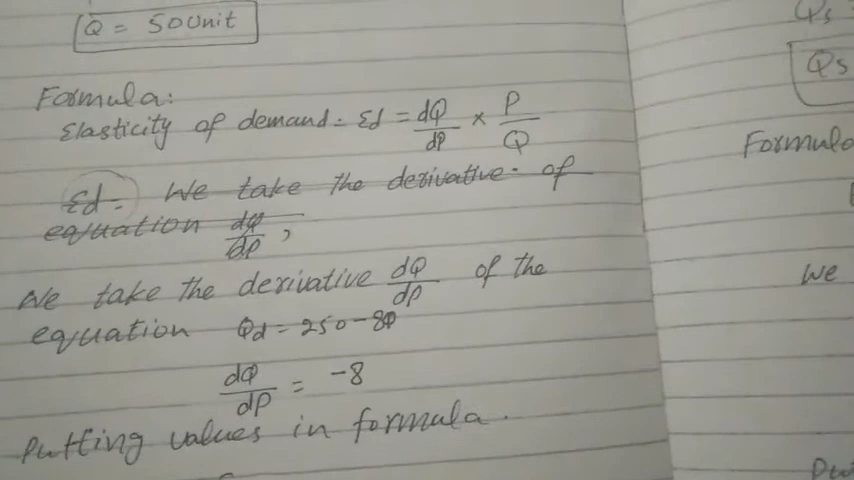 Q = 50Unit
Formula:
Elasticity of demand = Ed = dQ/dP × P/Q
Ed = We take the derivative of
equation dQ/dP,
We take the derivative dQ/dP of the
equation Qd = 250-8P
dQ/dP = -8
Putting values in formula.
Qs
Formula
We